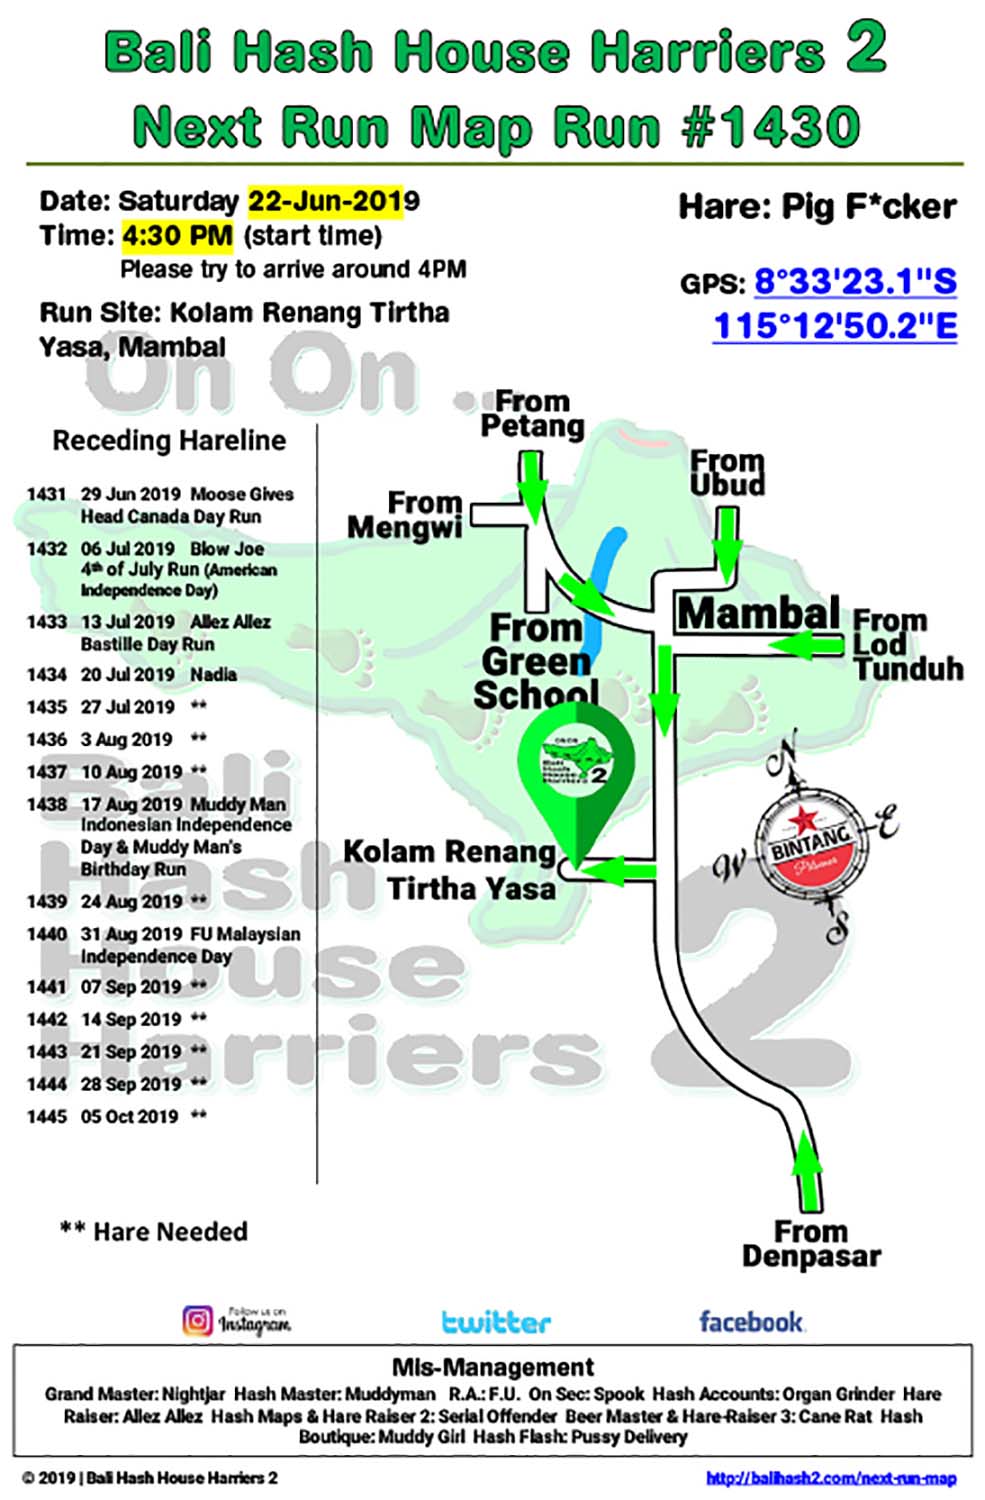 Bali Hash House Harriers 2
Next Run Map Run #1430
Date: Saturday 22-Jun-2019
Time: 4:30 PM (start time)
Please try to arrive around 4PM
Run Site: Kolam Renang Tirtha
Yasa, Mambal
Hare: Pig F*cker
GPS: 8°33'23.1"S
115°12'50.2"E
On On ...
Receding Hareline
1431 29 Jun 2019 Moose Gives
Head Canada Day Run
1432 06 Jul 2019 Blow Joe
4th of July Run (American
Independence Day)
1433 13 Jul 2019 Allez Allez
Bastille Day Run
1434 20 Jul 2019 Nadia
1435 27 Jul 2019 **
1436 3 Aug 2019 **
1437 10 Aug 2019 **
1438 17 Aug 2019 Muddy Man
Indonesian Independence
Day & Muddy Man's
Birthday Run
1439 24 Aug 2019 **
1440 31 Aug 2019 FU Malaysian
Independence Day
1441 07 Sep 2019 **
1442 14 Sep 2019 **
1443 21 Sep 2019 **
1444 28 Sep 2019 **
1445 05 Oct 2019 **
** Hare Needed
Bali
Hash
House
Harriers 2
From
Petang
From
Mengwi
From
Ubud
From
Green
School
Mambal
From
Lod
Tunduh
ON ON
Bali
Hash
House
Harriers 2
Kolam Renang
Tirtha Yasa
N
E
W
S
BINTANG
Pilsener
From
Denpasar
Follow us on
Instagram
twitter
facebook
Mis-Management
Grand Master: Nightjar Hash Master: Muddyman R.A.: F.U. On Sec: Spook Hash Accounts: Organ Grinder Hare
Raiser: Allez Allez Hash Maps & Hare Raiser 2: Serial Offender Beer Master & Hare-Raiser 3: Cane Rat Hash
Boutique: Muddy Girl Hash Flash: Pussy Delivery
© 2019 | Bali Hash House Harriers 2
http://balihash2.com/next-run-map